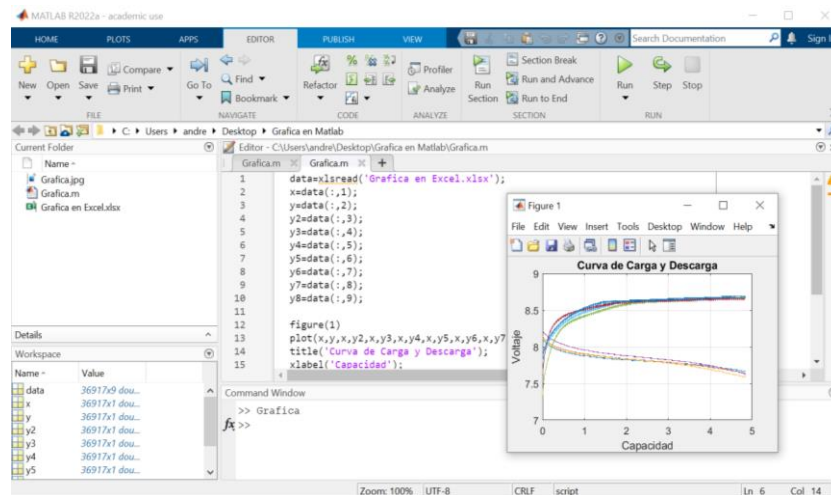 MATLAB R2022a - academic use
HOME PLOTS APPS EDITOR PUBLISH VIEW Search Documentation Sign I
New Open Save Compare Print Go To Find Bookmark Refactor Profiler Analyze Run Section Section Break Run and Advance Run to End Run Step Stop
FILE NAVIGATE CODE ANALYZE SECTION RUN
C: Users andre Desktop Grafica en Matlab
Current Folder
Name
Grafica.jpg
Grafica.m
Grafica en Excel.xlsx
Details
Workspace
Name Value
data 36917x9 dou...
x 36917x1 dou...
y 36917x1 dou...
y2 36917x1 dou...
y3 36917x1 dou...
y4 36917x1 dou...
y5 36917x1 dou...
Editor - C:\Users\andre\Desktop\Grafica en Matlab\Grafica.m
Grafica.m Grafica.m +
1 data=xlsread('Grafica en Excel.xlsx');
2 x=data(:,1);
3 y=data(:,2);
4 y2=data(:,3);
5 y3=data(:,4);
6 y4=data(:,5);
7 y5=data(:,6);
8 y6=data(:,7);
9 y7=data(:,8);
10 y8=data(:,9);
11
12 figure(1)
13 plot(x,y,x,y2,x,y3,x,y4,x,y5,x,y6,x,y7
14 title('Curva de Carga y Descarga');
15 xlabel('Capacidad');
Command Window
>> Grafica
fx >>
Figure 1
File Edit View Insert Tools Desktop Window Help
Curva de Carga y Descarga
Voltaje
9
8.5
8
7.5
7
0 1 2 3 4 5
Capacidad
Zoom: 100% UTF-8 CRLF script Ln 6 Col 14